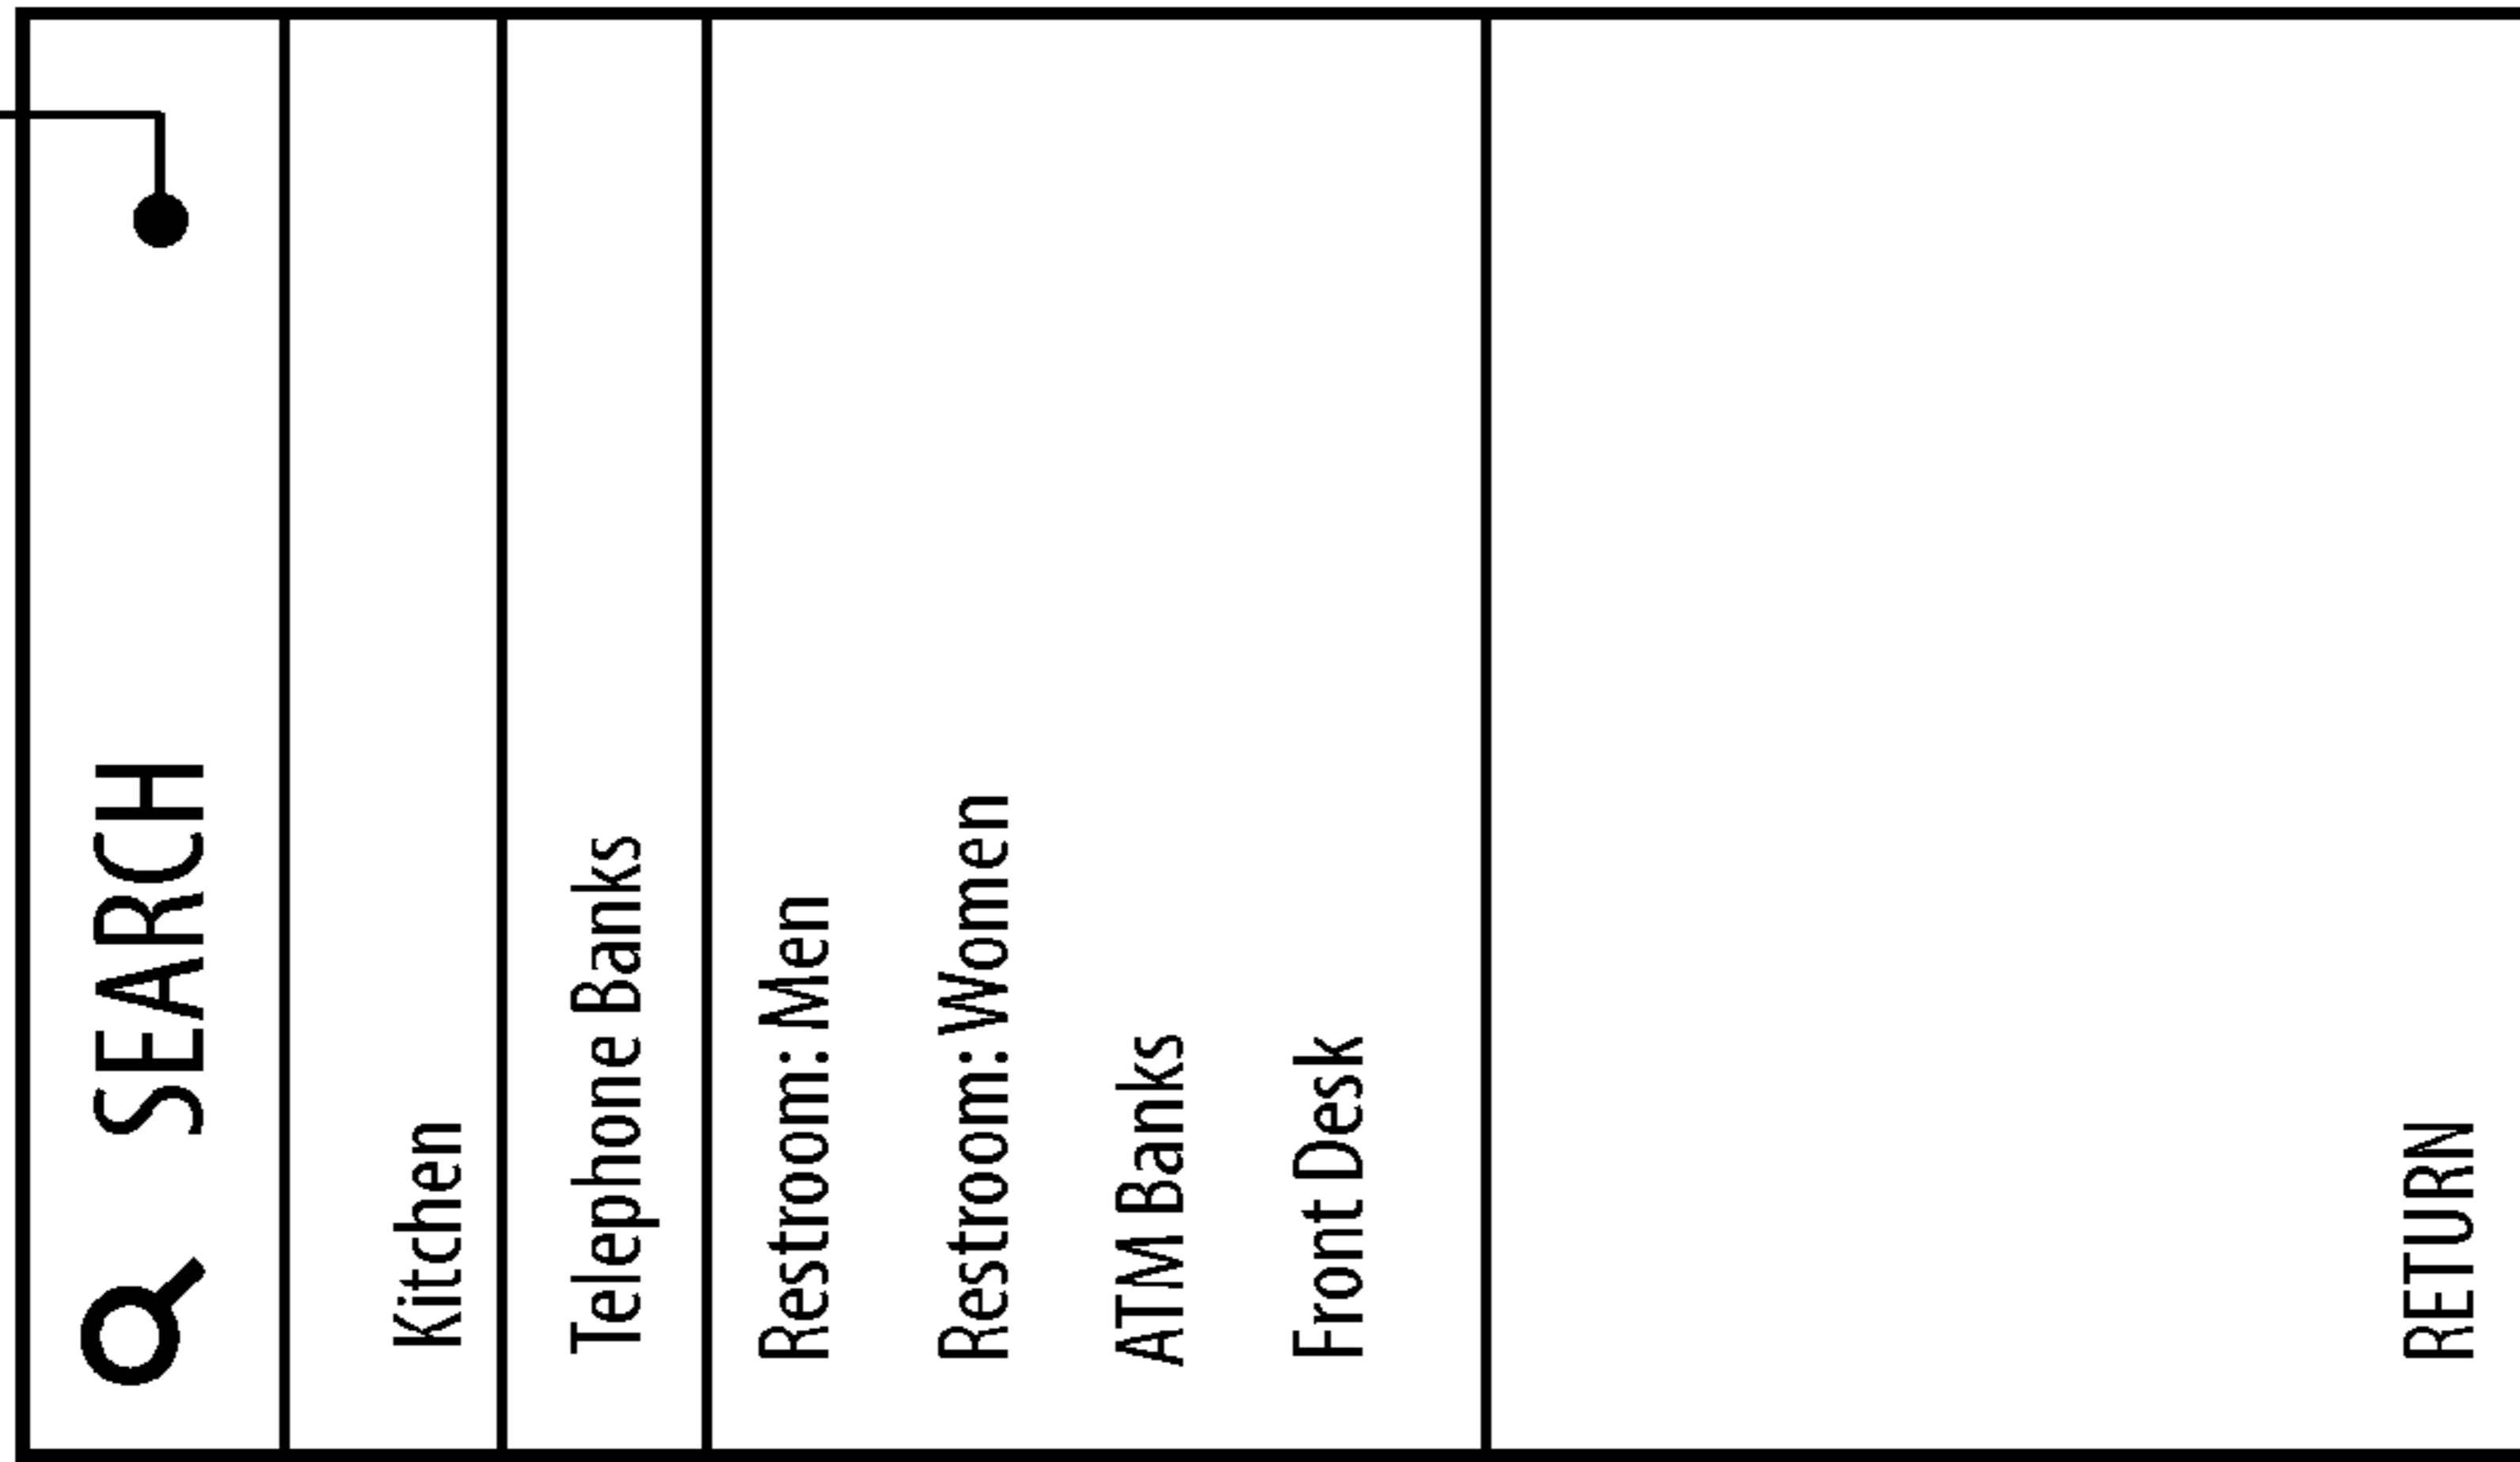 SEARCH
Kitchen
Telephone Banks
Restroom: Men
Restroom: Women
ATM Banks
Front Desk
RETURN